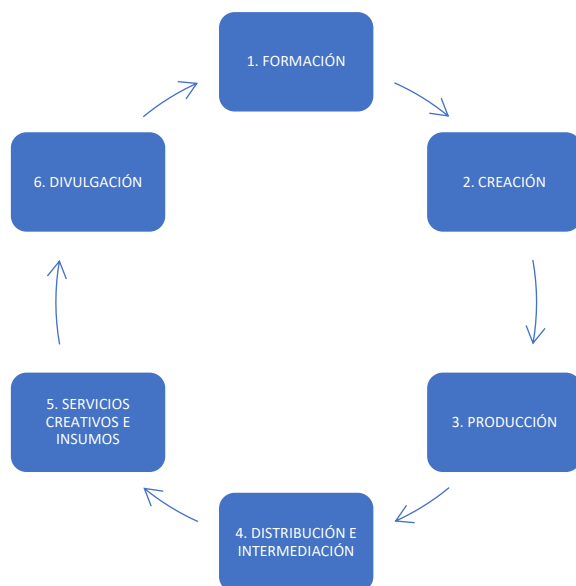 1. FORMACIÓN
2. CREACIÓN
3. PRODUCCIÓN
4. DISTRIBUCIÓN E
INTERMEDIACIÓN
5. SERVICIOS
CREATIVOS E
INSUMOS
6. DIVULGACIÓN